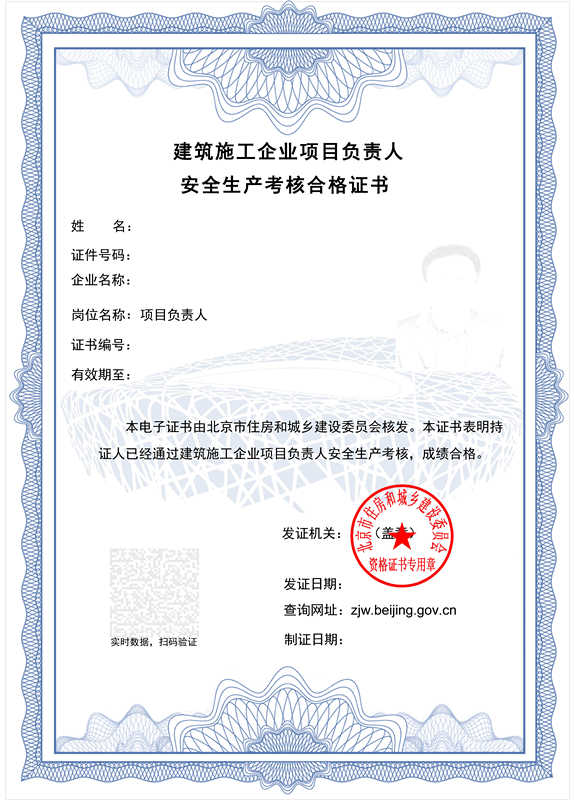 建筑施工企业项目负责人
安全生产考核合格证书
姓 名：
证件号码：
企业名称：
岗位名称：项目负责人
证书编号：
有效期至：
本电子证书由北京市住房和城乡建设委员会核发。本证书表明持
证人已经通过建筑施工企业项目负责人安全生产考核，成绩合格。
发证机关： （盖章）
北京市住房和城乡建设委员会
资格证书专用章
发证日期：
查询网址：zjw.beijing.gov.cn
实时数据，扫码验证
制证日期：